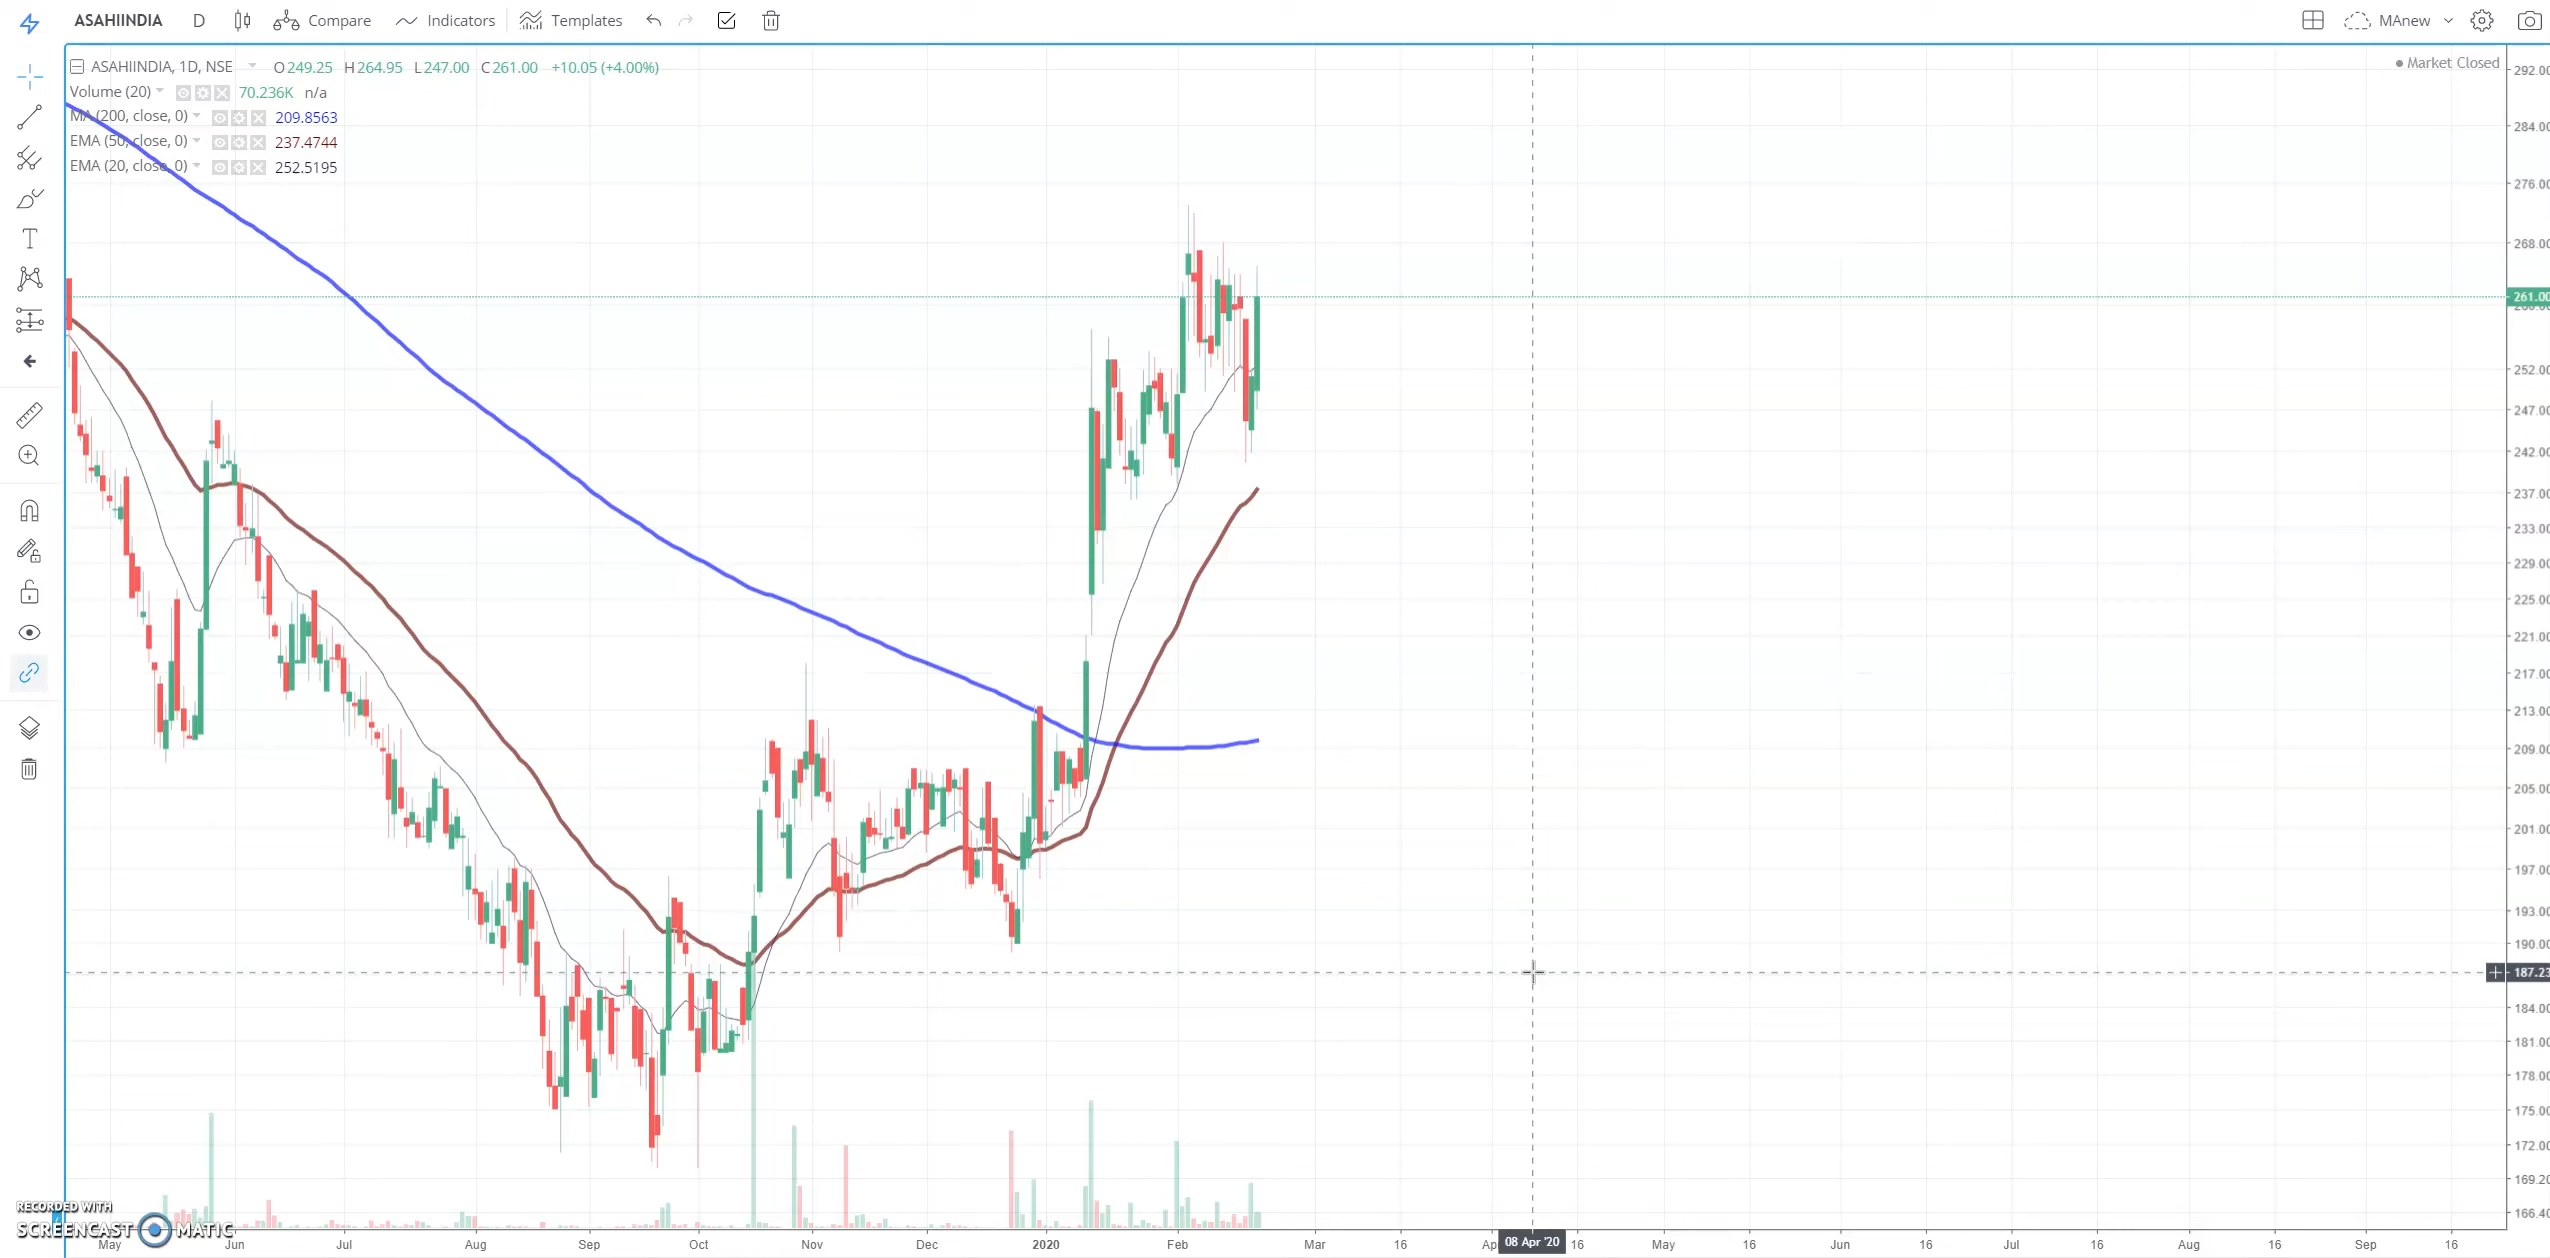 ASAHIINDIA D Compare Indicators Templates MAnew
ASAHIINDIA, 1D, NSE O249.25 H264.95 L247.00 C261.00 +10.05 (+4.00%)
Market Closed
Volume (20) 70.236K n/a
MA (200, close, 0) 209.8563
EMA (50, close, 0) 237.4744
EMA (20, close, 0) 252.5195
292.00
284.00
276.00
268.00
261.00
252.00
247.00
242.00
237.00
233.00
229.00
225.00
221.00
217.00
213.00
209.00
205.00
201.00
197.00
193.00
190.00
187.23
184.00
181.00
178.00
175.00
172.00
169.20
166.40
RECORDED WITH
SCREENCAST MATIC
May Jun Jul Aug Sep Oct Nov Dec 2020 Feb Mar 16 Ap 08 Apr '20 16 May 16 Jun 16 Jul 16 Aug 16 Sep 16